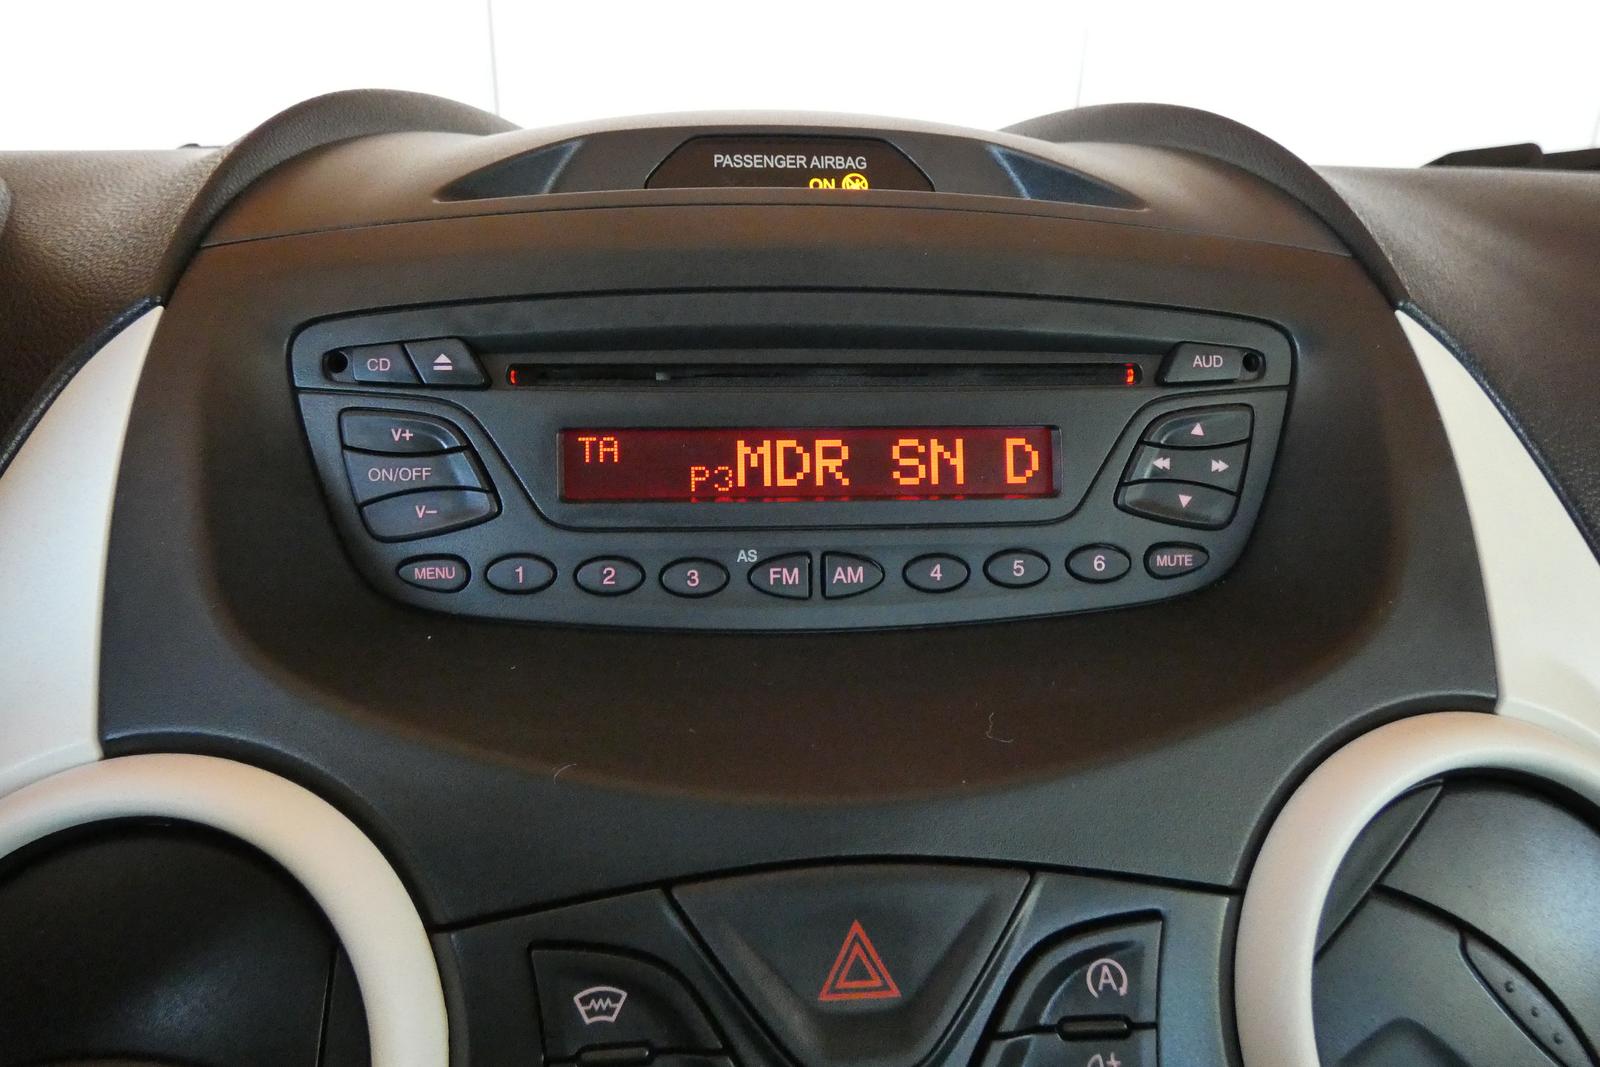 PASSENGER AIRBAG
ON
CD
AUD
V+
ON/OFF
V-
TA
P3 MDR SN D
MENU 1 2 3 AS FM AM 4 5 6 MUTE
A